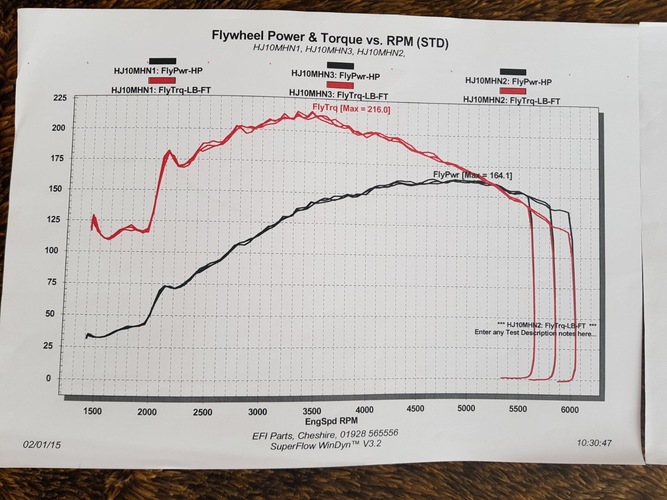 Flywheel Power & Torque vs. RPM (STD)
HJ10MHN1, HJ10MHN3, HJ10MHN2,
HJ10MHN1: FlyPwr-HP
HJ10MHN3: FlyPwr-HP
HJ10MHN2: FlyPwr-HP
HJ10MHN1: FlyTrq-LB-FT
HJ10MHN3: FlyTrq-LB-FT
HJ10MHN2: FlyTrq-LB-FT
FlyTrq [Max = 216.0]
FlyPwr [Max = 164.1]
225
200
175
150
125
100
75
50
25
0
*** HJ10MHN2: FlyTrq-LB-FT ***
Enter any Test Description notes here...
1500 2000 2500 3000 3500 4000 4500 5000 5500 6000
EngSpd RPM
02/01/15
EFI Parts, Cheshire, 01928 565556
SuperFlow WinDyn™ V3.2
10:30:47